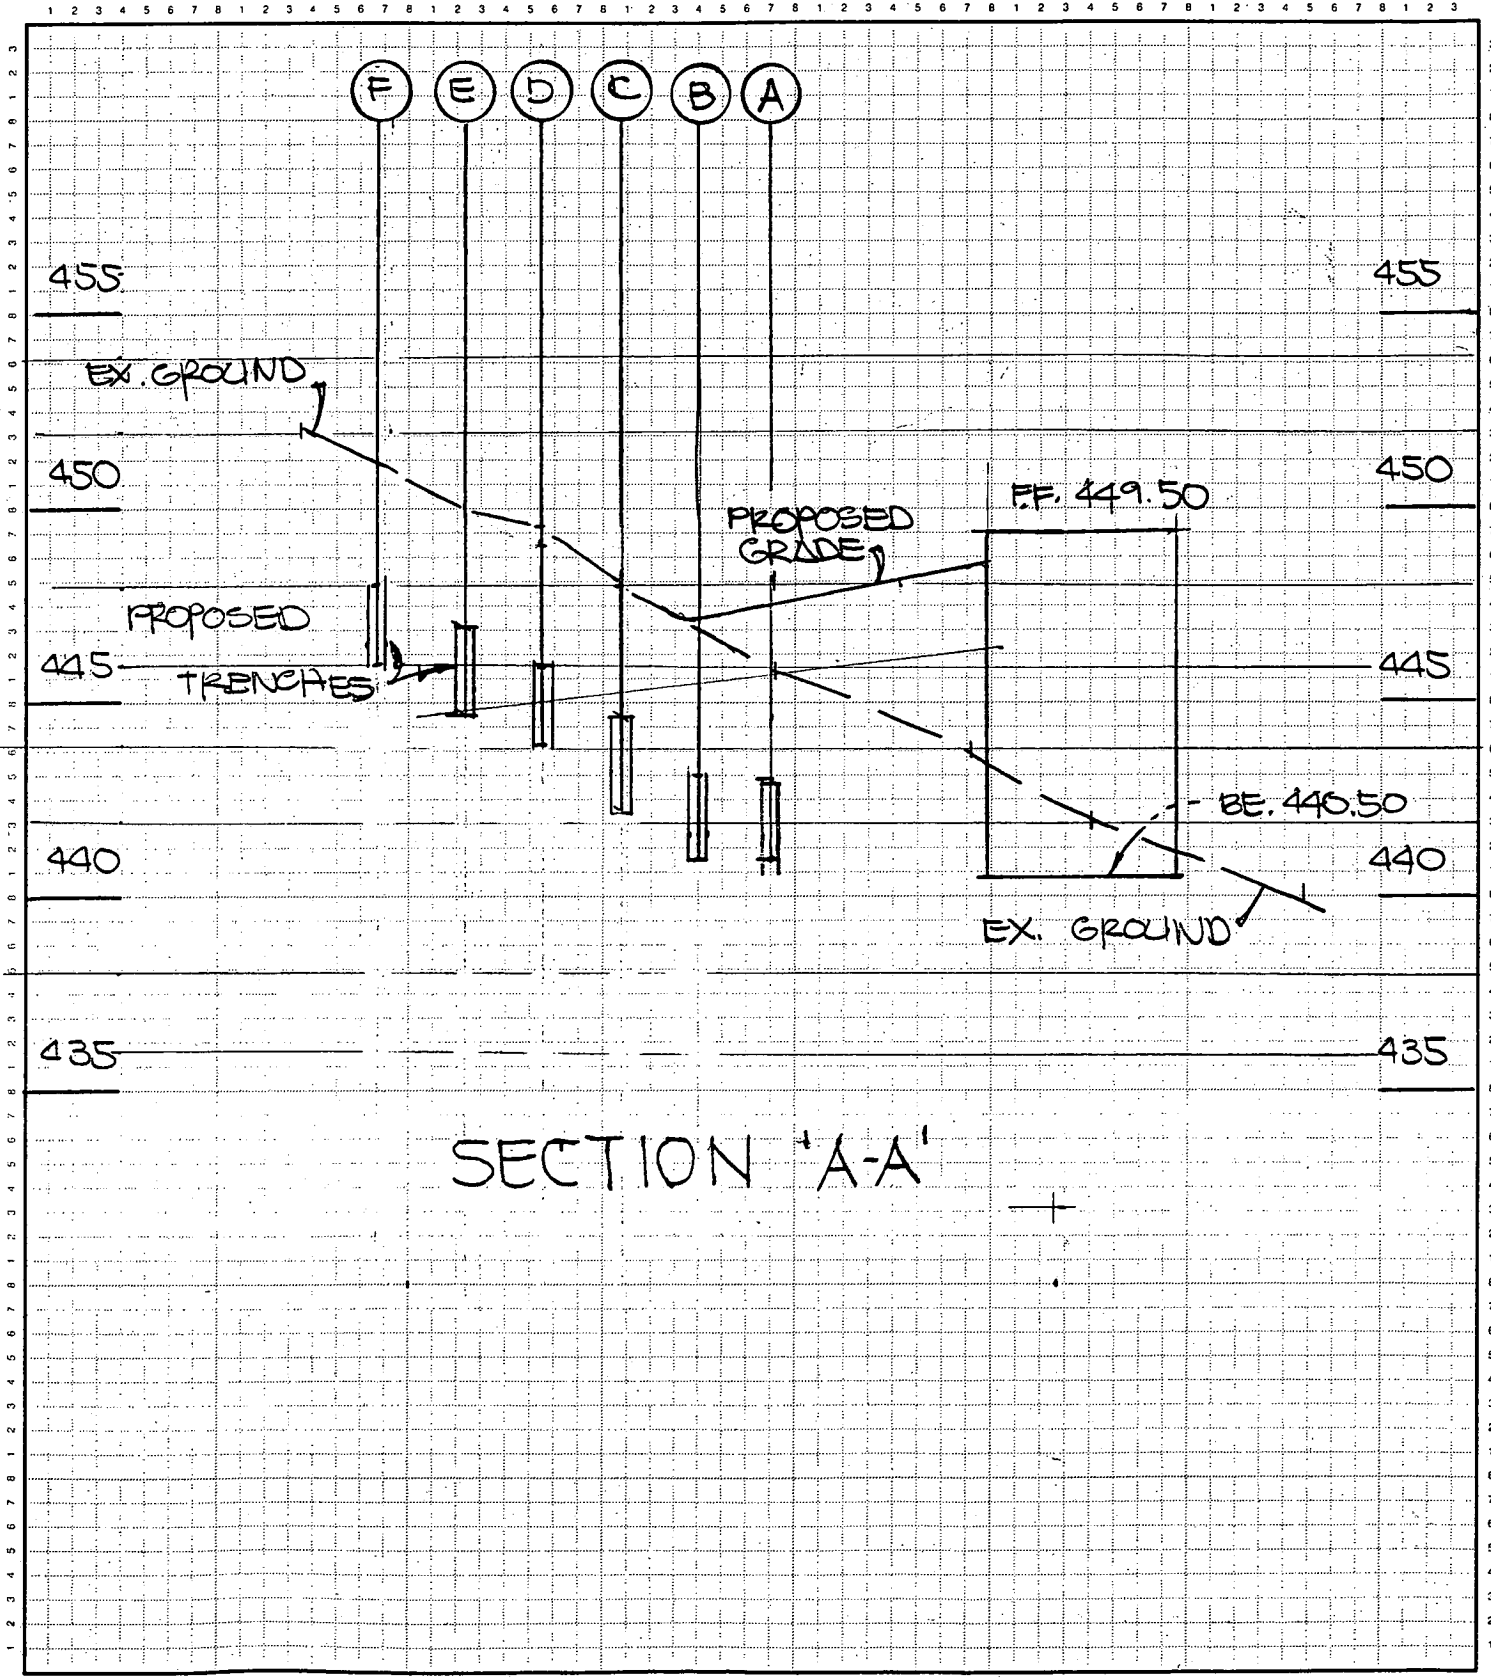 F E D C B A
455 455
EX. GROUND
450 450
F.F. 449.50
PROPOSED
GRADE
PROPOSED
TRENCHES
445 445
BE. 440.50
440 440
EX. GROUND
435 435
SECTION 'A-A'